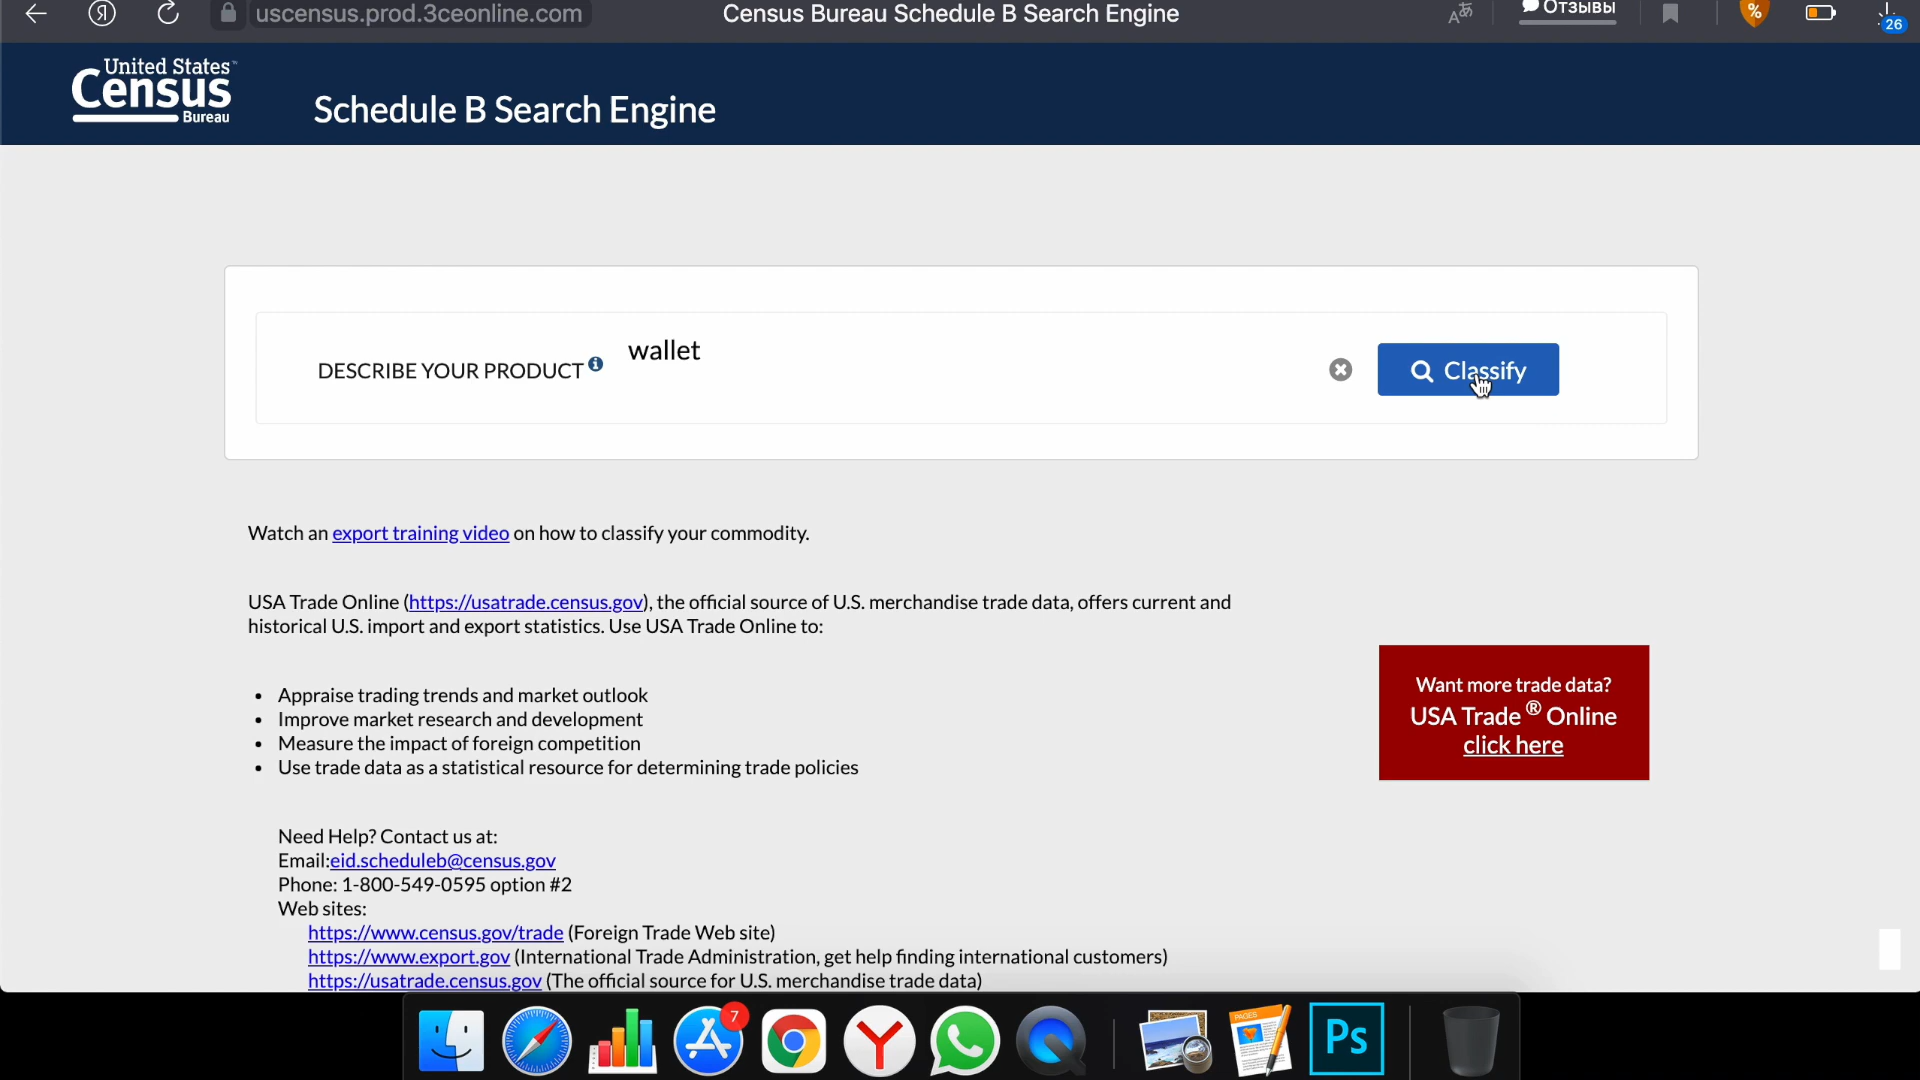 uscensus.prod.3ceonline.com
Census Bureau Schedule B Search Engine
Aあ
Отзывы
%
26
Я
United States™
Census
Bureau
Schedule B Search Engine
DESCRIBE YOUR PRODUCT
wallet
Classify
Watch an export training video on how to classify your commodity.
USA Trade Online (https://usatrade.census.gov), the official source of U.S. merchandise trade data, offers current and
historical U.S. import and export statistics. Use USA Trade Online to:
• Appraise trading trends and market outlook
• Improve market research and development
• Measure the impact of foreign competition
• Use trade data as a statistical resource for determining trade policies
Want more trade data?
USA Trade ® Online
click here
Need Help? Contact us at:
Email:eid.scheduleb@census.gov
Phone: 1-800-549-0595 option #2
Web sites:
https://www.census.gov/trade (Foreign Trade Web site)
https://www.export.gov (International Trade Administration, get help finding international customers)
https://usatrade.census.gov (The official source for U.S. merchandise trade data)
7
PAGES
Ps